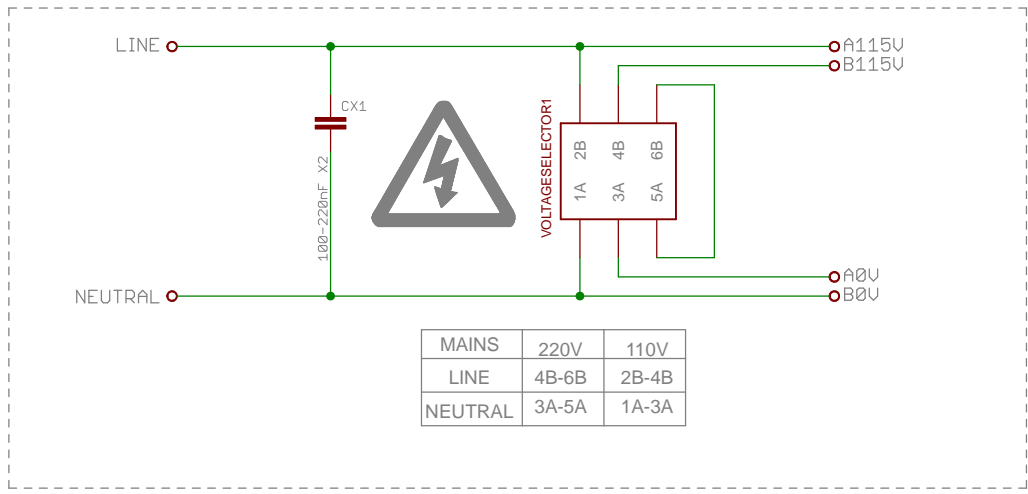 LINE
A115V
B115V
CX1
100-220nF X2
VOLTAGESELECTOR1
2B 4B 6B
1A 3A 5A
A0V
NEUTRAL
B0V
MAINS 220V 110V
LINE 4B-6B 2B-4B
NEUTRAL 3A-5A 1A-3A